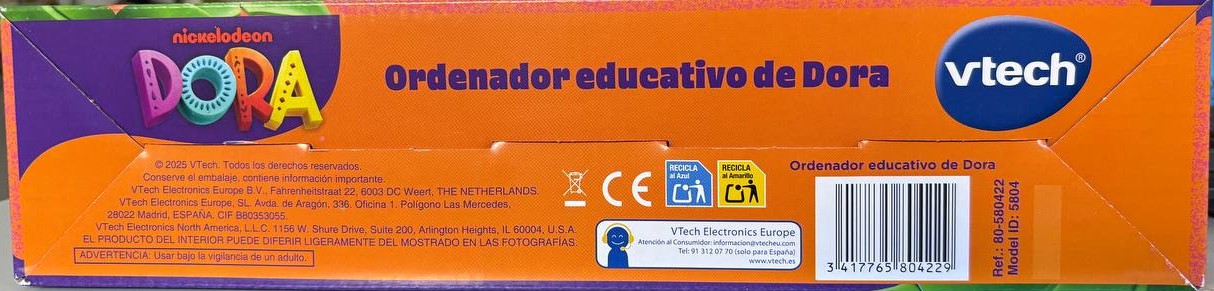 nickelodeon
DORA
Ordenador educativo de Dora
vtech®
© 2025 VTech. Todos los derechos reservados.
Conserve el embalaje, contiene información importante.
VTech Electronics Europe B.V., Fahrenheitstraat 22, 6003 DC Weert, THE NETHERLANDS.
VTech Electronics Europe, SL. Avda. de Aragón, 336. Oficina 1. Polígono Las Mercedes,
28022 Madrid, ESPAÑA. CIF B80353055.
VTech Electronics North America, L.L.C. 1156 W. Shure Drive, Suite 200, Arlington Heights, IL 60004, U.S.A.
EL PRODUCTO DEL INTERIOR PUEDE DIFERIR LIGERAMENTE DEL MOSTRADO EN LAS FOTOGRAFÍAS.
ADVERTENCIA: Usar bajo la vigilancia de un adulto.
CE
RECICLA
al Azul
RECICLA
al Amarillo
VTech Electronics Europe
Atención al Consumidor: informacion@vtecheu.com
Tel: 91 312 07 70 (solo para España)
www.vtech.es
Ordenador educativo de Dora
3 417765 804229
Ref.: 80-580422
Model ID: 5804